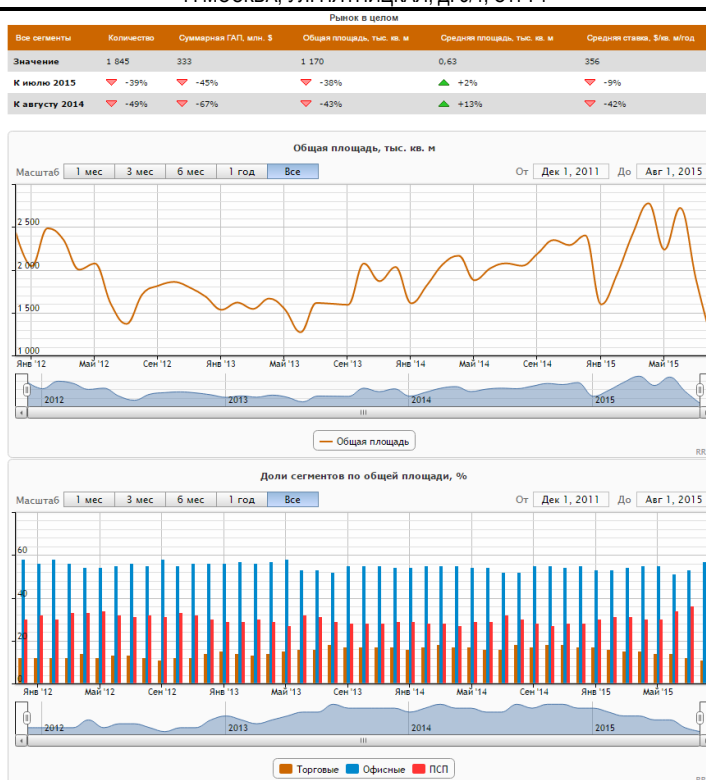 Рынок в целом
Все сегменты Количество Суммарная ГАП, млн. $ Общая площадь, тыс. кв. м Средняя площадь, тыс. кв. м Средняя ставка, $/кв. м/год
Значение 1 845 333 1 170 0,63 356
К июлю 2015 -39% -45% -38% +2% -9%
К августу 2014 -49% -67% -43% +13% -42%
Общая площадь, тыс. кв. м
Масштаб 1 мес 3 мес 6 мес 1 год Все От Дек 1, 2011 До Авг 1, 2015
2 500
2 000
1 500
1 000
Янв '12 Май '12 Сен '12 Янв '13 Май '13 Сен '13 Янв '14 Май '14 Сен '14 Янв '15 Май '15
2012 2013 2014 2015
Общая площадь
Доли сегментов по общей площади, %
Масштаб 1 мес 3 мес 6 мес 1 год Все От Дек 1, 2011 До Авг 1, 2015
60
40
20
0
Янв '12 Май '12 Сен '12 Янв '13 Май '13 Сен '13 Янв '14 Май '14 Сен '14 Янв '15 Май '15
2012 2013 2014 2015
Торговые Офисные ПСП